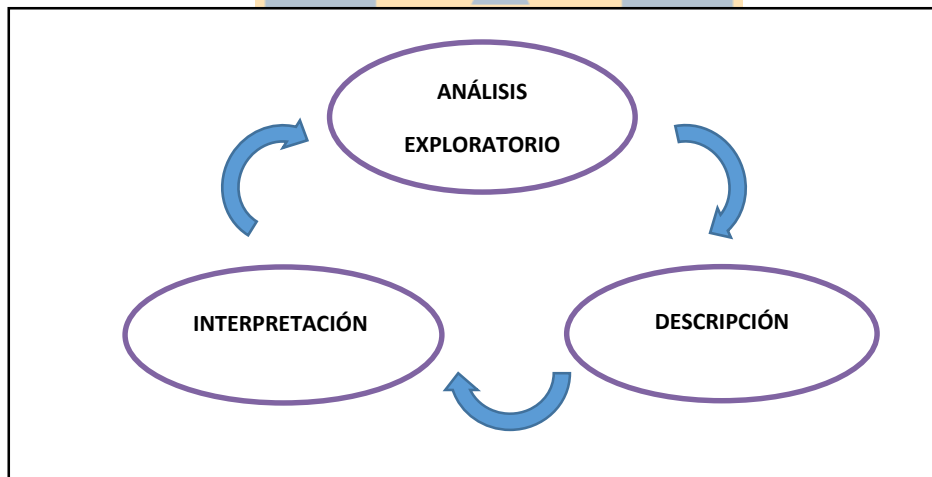 ANÁLISIS
EXPLORATORIO
INTERPRETACIÓN
DESCRIPCIÓN